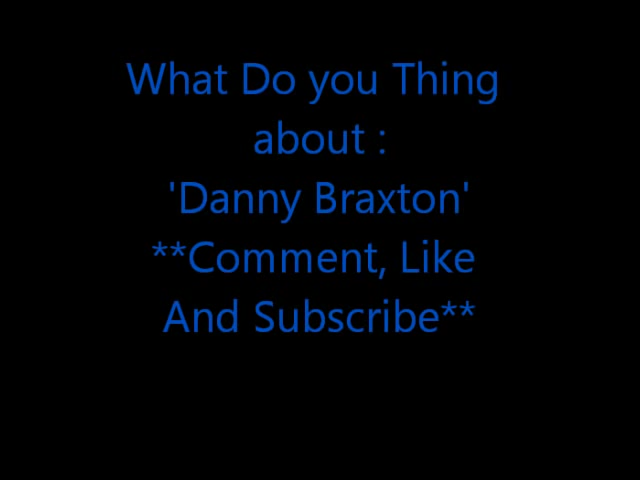 What Do you Thing
about :
'Danny Braxton'
**Comment, Like
And Subscribe**